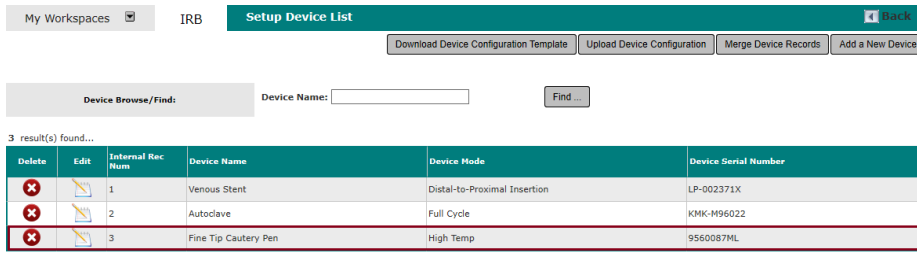 My Workspaces IRB Setup Device List Back
Download Device Configuration Template Upload Device Configuration Merge Device Records Add a New Device
Device Browse/Find: Device Name: Find ...
3 result(s) found...
Delete Edit Internal Rec Num Device Name Device Mode Device Serial Number
1 Venous Stent Distal-to-Proximal Insertion LP-002371X
2 Autoclave Full Cycle KMK-M96022
3 Fine Tip Cautery Pen High Temp 9560087ML